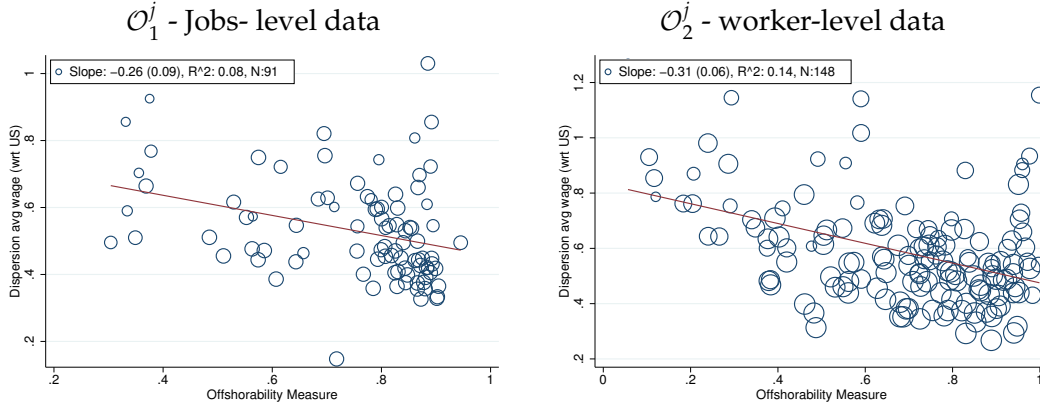 𝒪₁ʲ - Jobs- level data
Slope: −0.26 (0.09), R^2: 0.08, N:91
Dispersion avg wage (wrt US)
1
.8
.6
.4
.2
.2
.4
.6
.8
1
Offshorability Measure
𝒪₂ʲ - worker-level data
Slope: −0.31 (0.06), R^2: 0.14, N:148
Dispersion avg wage (wrt US)
1.2
1
.8
.6
.4
.2
0
.2
.4
.6
.8
1
Offshorability Measure